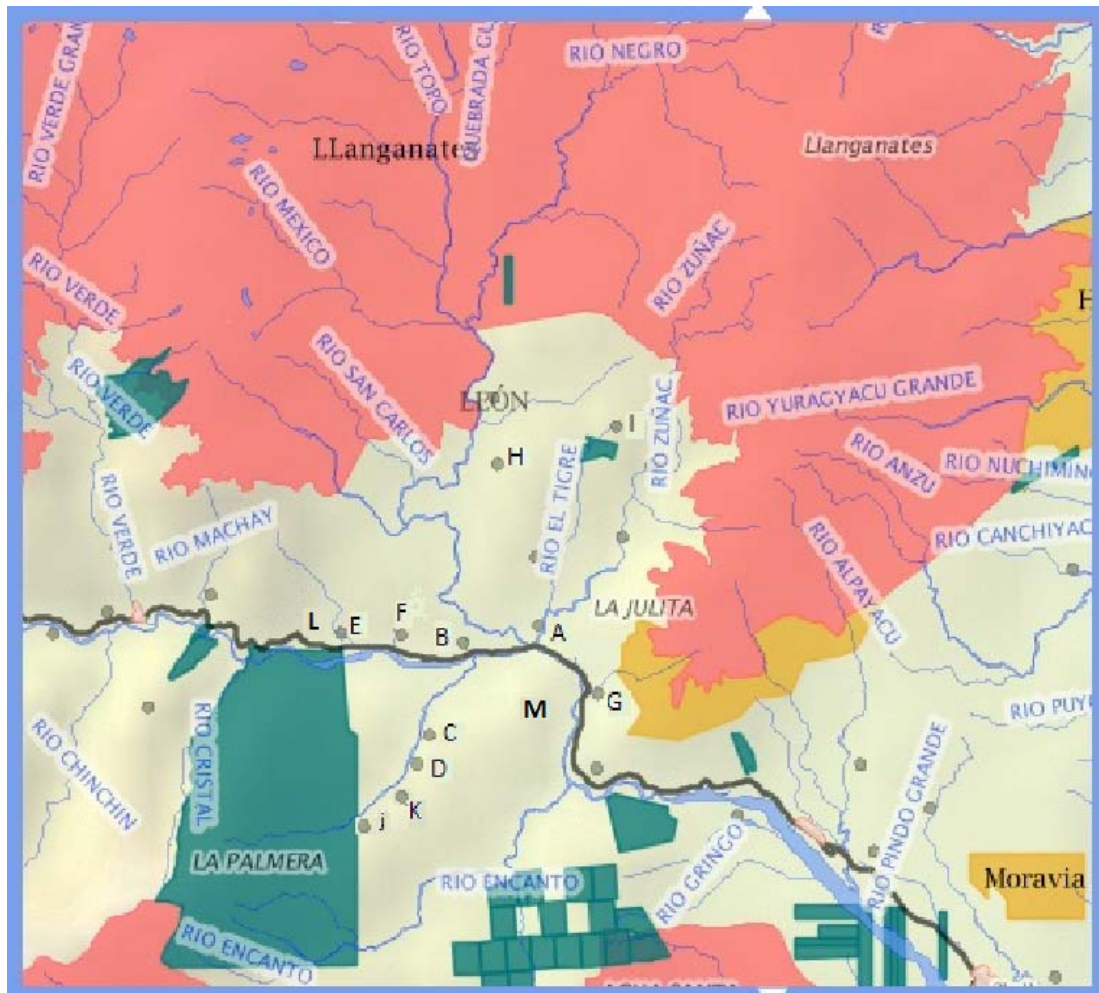 RIO VERDE GRAN
RIO TOPO
QUEBRADA GU
RIO NEGRO
LLanganate
Llanganates
RIO MEXICO
RIO ZUÑAC
RIO VERDE
H
RIO SAN CARLOS
RIO VERDE
RIO YURAGYACU GRANDE
I
RIO ZUÑAC
RIO ANZU
RIO NUCHIMIN
H
RIO VERDE
RIO MACHAY
RIO EL TIGRE
RIO CANCHIYAC
RIO ALPAYACU
LA JULITA
L
E
F
B
A
M
G
C
D
K
j
RIO CHINCHIN
RIO CRISTAL
RIO PUY
RIO PINDO GRANDE
LA PALMERA
RIO ENCANTO
RIO GRINGO
Moravia
RIO ENCANTO